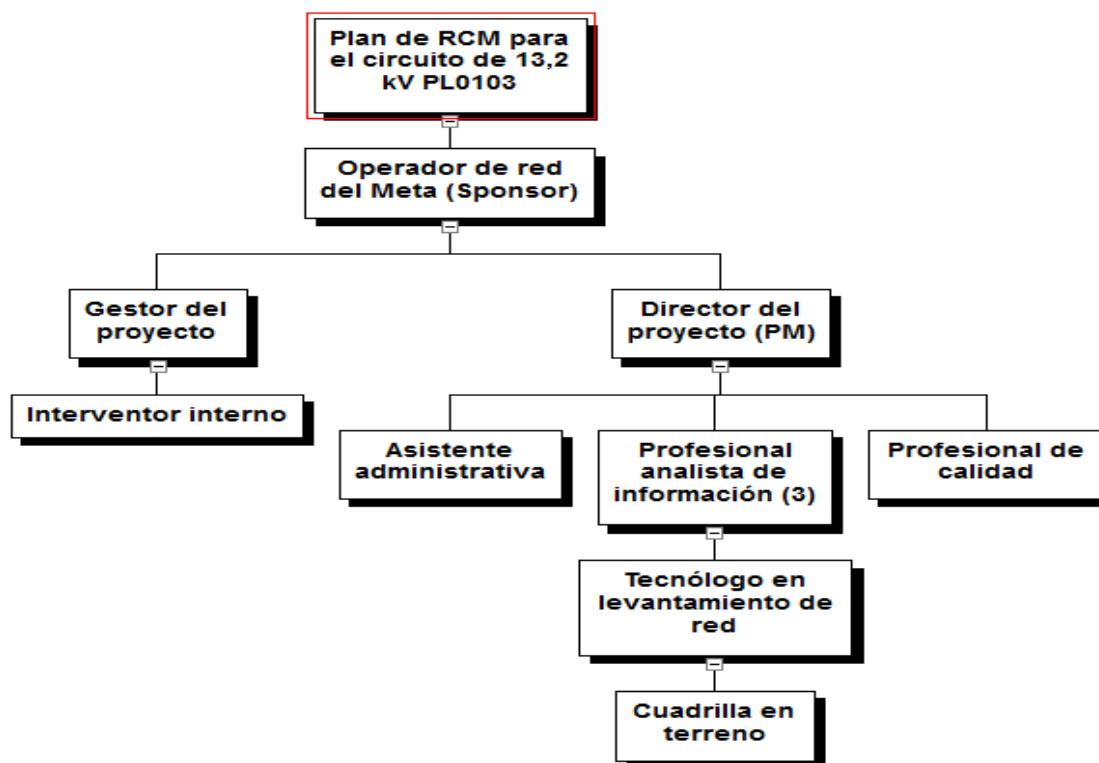 Plan de RCM para
el circuito de 13,2
kV PL0103
Operador de red
del Meta (Sponsor)
Gestor del
proyecto
Director del
proyecto (PM)
Interventor interno
Asistente
administrativa
Profesional
analista de
información (3)
Profesional de
calidad
Tecnólogo en
levantamiento de
red
Cuadrilla en
terreno